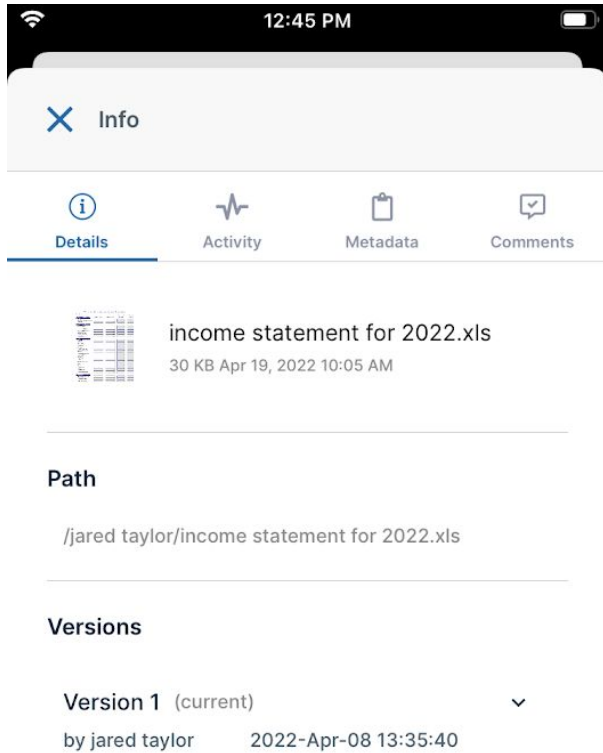 12:45 PM
Info
Details Activity Metadata Comments
income statement for 2022.xls
30 KB Apr 19, 2022 10:05 AM
Path
/jared taylor/income statement for 2022.xls
Versions
Version 1 (current)
by jared taylor 2022-Apr-08 13:35:40